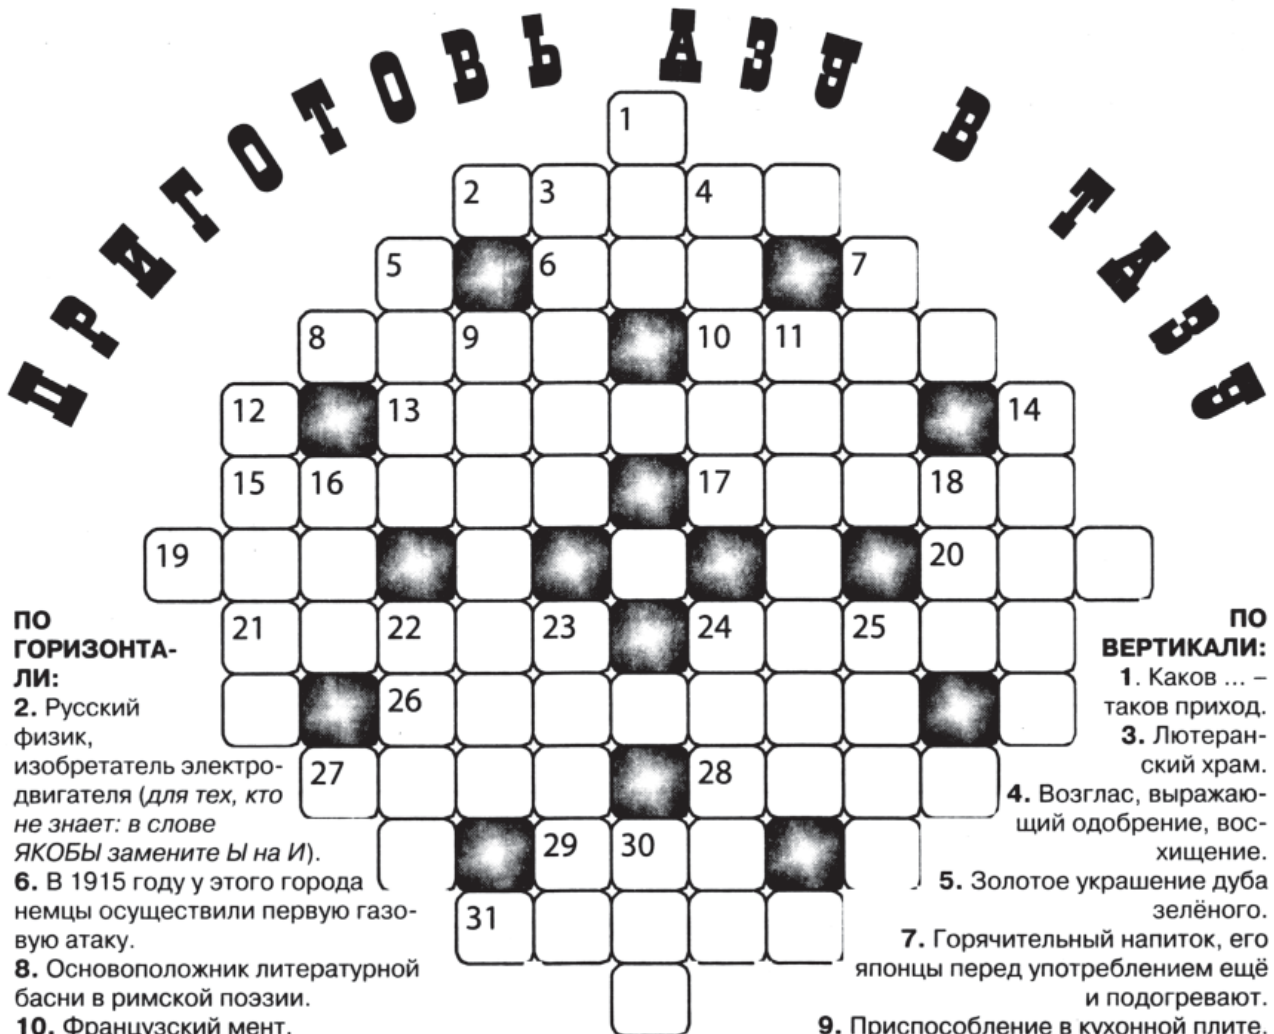 ПРИГОТОВЬ АЗУ В ТАЗУ
1
2 3 4
5 6 7
8 9 10 11
12 13 14
15 16 17 18
19 20
21 22 23 24 25
26
27 28
29 30
31
ПО
ГОРИЗОНТА-
ЛИ:
2. Русский
физик,
изобретатель электро-
двигателя (для тех, кто
не знает: в слове
ЯКОБЫ замените Ы на И).
6. В 1915 году у этого города
немцы осуществили первую газо-
вую атаку.
8. Основоположник литературной
басни в римской поэзии.
10. Французский мент.
ПО
ВЕРТИКАЛИ:
1. Каков ... –
таков приход.
3. Лютеран-
ский храм.
4. Возглас, выражаю-
щий одобрение, вос-
хищение.
5. Золотое украшение дуба
зелёного.
7. Горячительный напиток, его
японцы перед употреблением ещё
и подогревают.
9. Приспособление в кухонной плите.